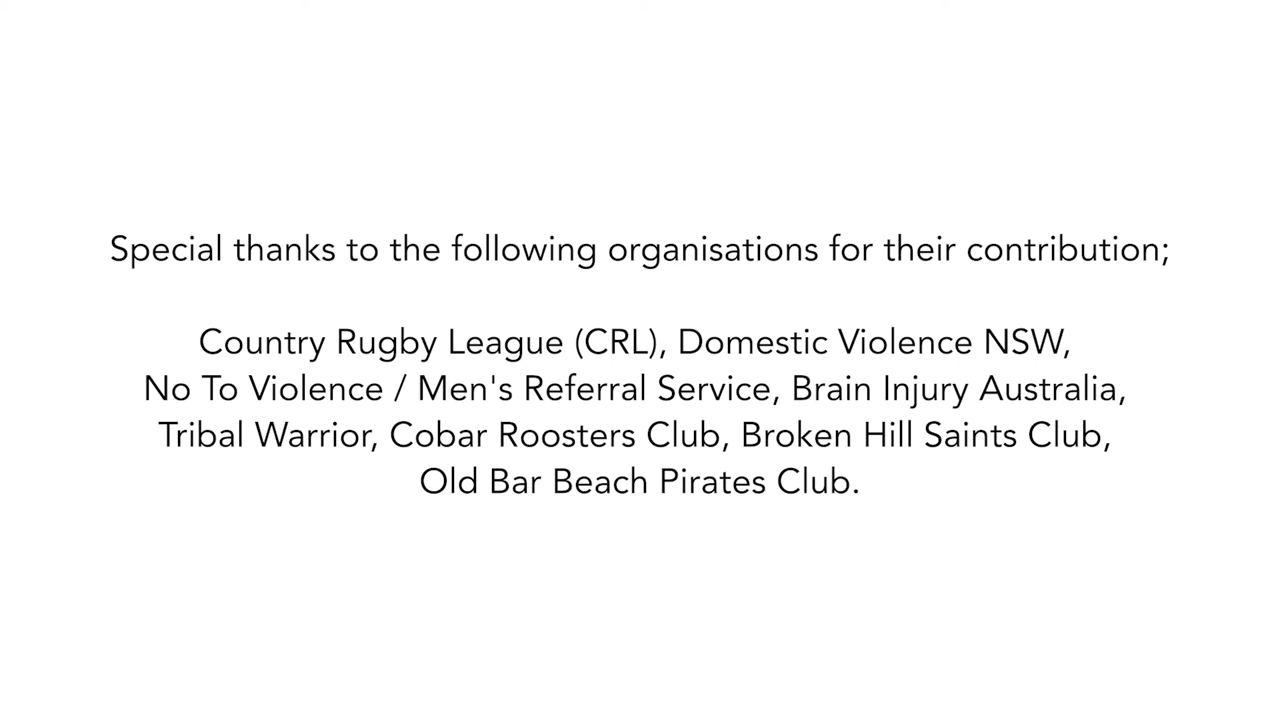 Special thanks to the following organisations for their contribution;
Country Rugby League (CRL), Domestic Violence NSW,
No To Violence / Men's Referral Service, Brain Injury Australia,
Tribal Warrior, Cobar Roosters Club, Broken Hill Saints Club,
Old Bar Beach Pirates Club.